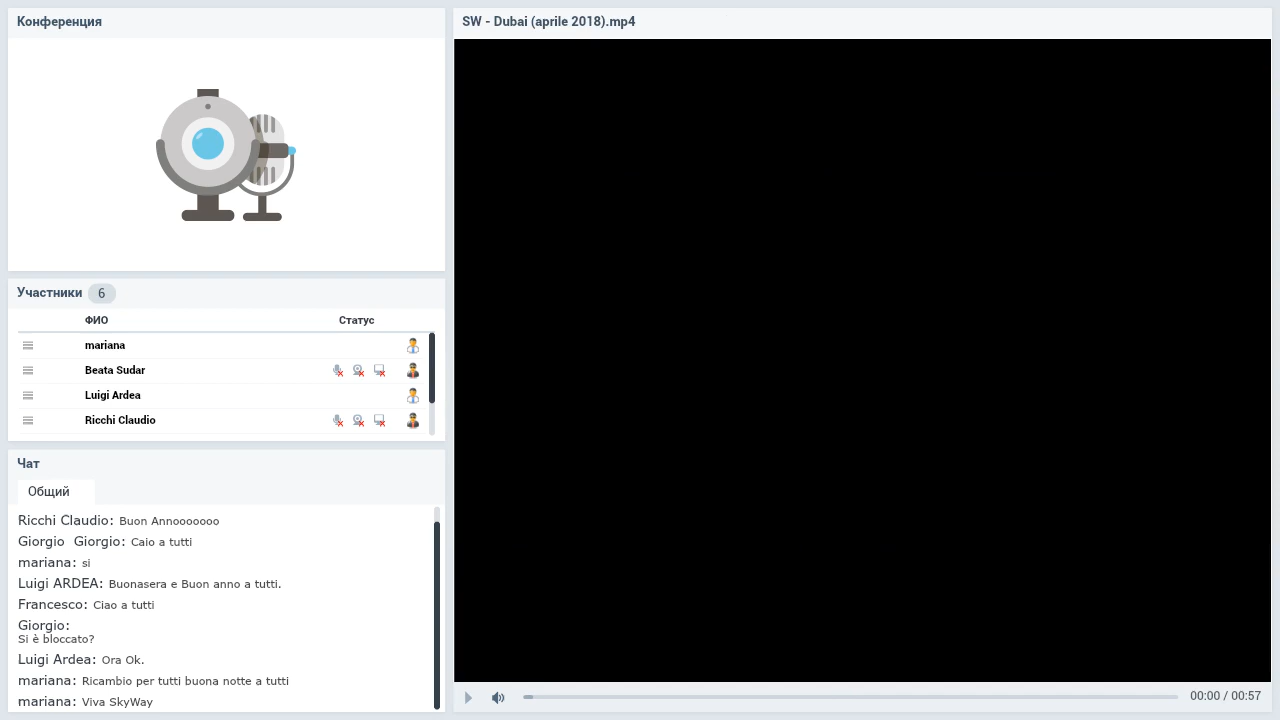 Конференция
SW - Dubai (aprile 2018).mp4
Участники 6
ФИО Статус
mariana
Beata Sudar
Luigi Ardea
Ricchi Claudio
Чат
Общий
Ricchi Claudio: Buon Annooooooo
Giorgio Giorgio: Caio a tutti
mariana: si
Luigi ARDEA: Buonasera e Buon anno a tutti.
Francesco: Ciao a tutti
Giorgio:
Si è bloccato?
Luigi Ardea: Ora Ok.
mariana: Ricambio per tutti buona notte a tutti
mariana: Viva SkyWay
00:00 / 00:57